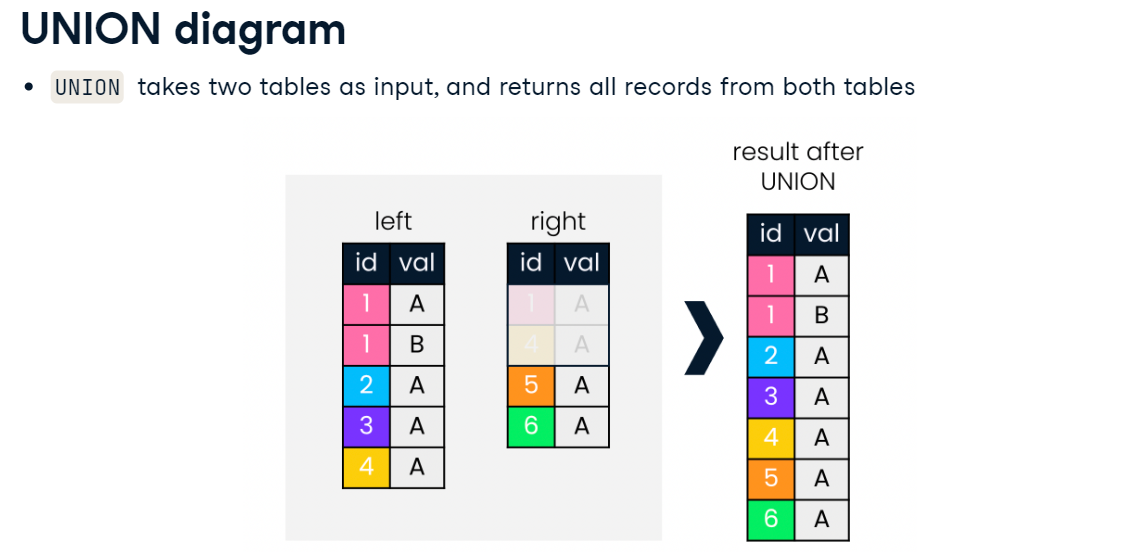 UNION diagram
• UNION takes two tables as input, and returns all records from both tables
result after
UNION
left
id val
1 A
1 B
2 A
3 A
4 A
right
id val
1 A
4 A
5 A
6 A
id val
1 A
1 B
2 A
3 A
4 A
5 A
6 A